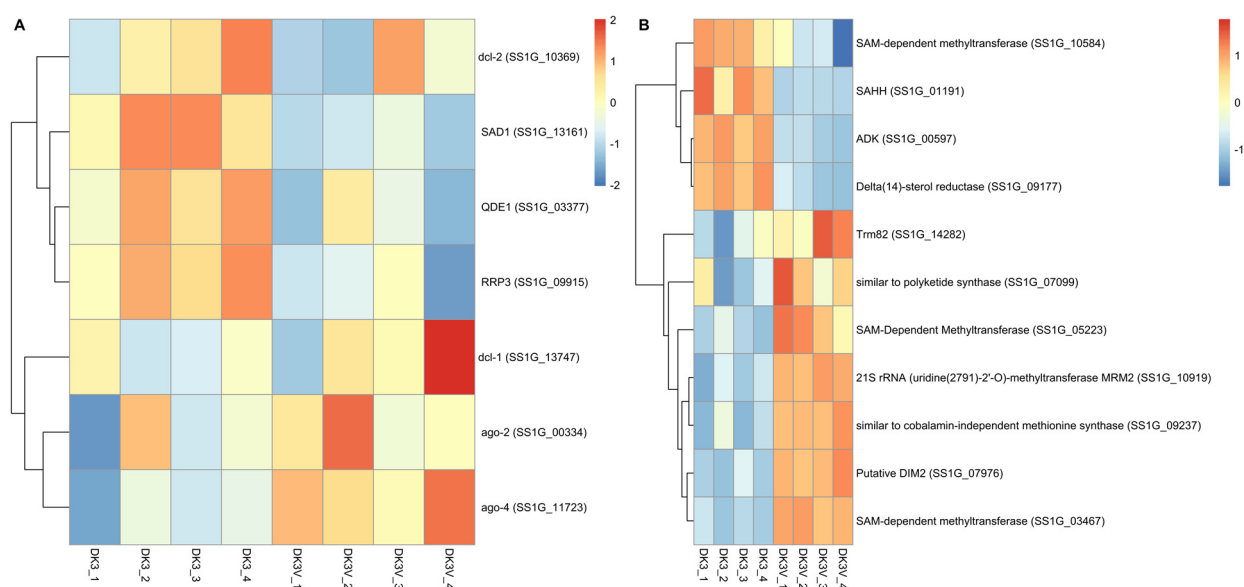 A
2
1
0
-1
-2
dcl-2 (SS1G_10369)
SAD1 (SS1G_13161)
QDE1 (SS1G_03377)
RRP3 (SS1G_09915)
dcl-1 (SS1G_13747)
ago-2 (SS1G_00334)
ago-4 (SS1G_11723)
DK3_1
DK3_2
DK3_3
DK3_4
DK3V_1
DK3V_2
DK3V_3
DK3V_4
B
1
0
-1
SAM-dependent methyltransferase (SS1G_10584)
SAHH (SS1G_01191)
ADK (SS1G_00597)
Delta(14)-sterol reductase (SS1G_09177)
Trm82 (SS1G_14282)
similar to polyketide synthase (SS1G_07099)
SAM-Dependent Methyltransferase (SS1G_05223)
21S rRNA (uridine(2791)-2'-O)-methyltransferase MRM2 (SS1G_10919)
similar to cobalamin-independent methionine synthase (SS1G_09237)
Putative DIM2 (SS1G_07976)
SAM-dependent methyltransferase (SS1G_03467)
DK3_1
DK3_2
DK3_3
DK3_4
DK3V_1
DK3V_2
DK3V_3
DK3V_4